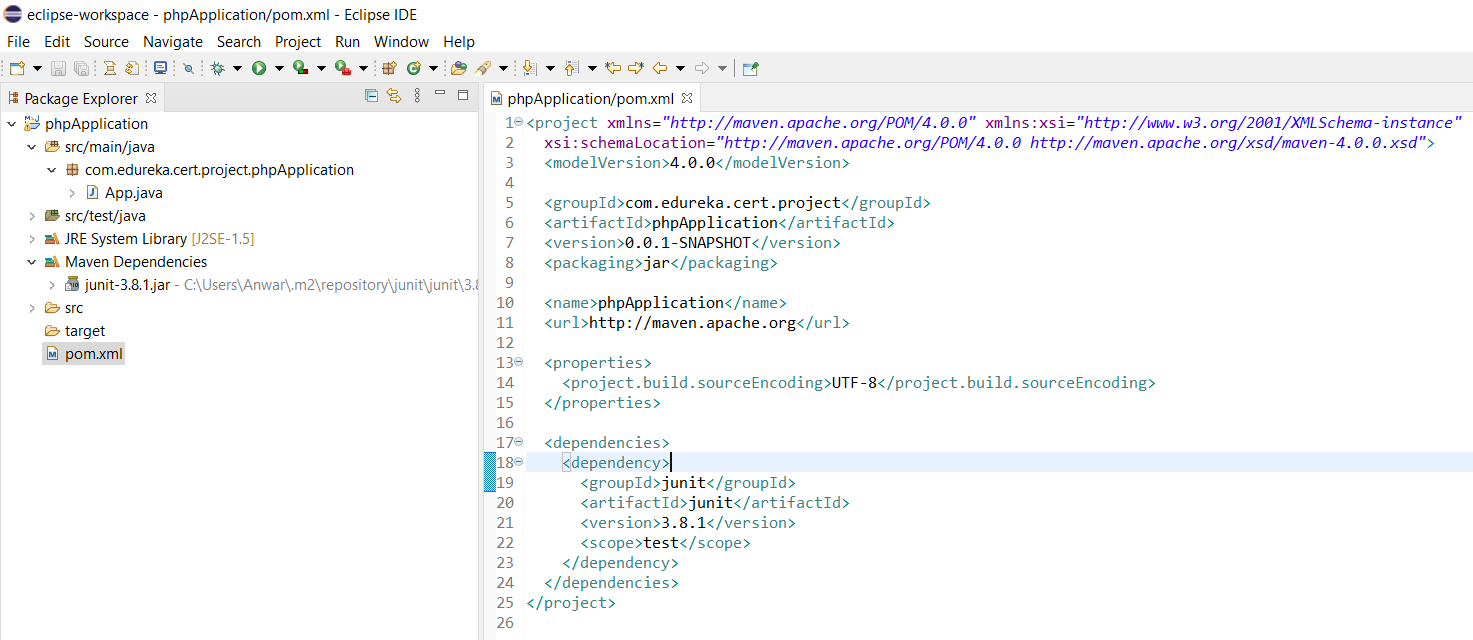 eclipse-workspace - phpApplication/pom.xml - Eclipse IDE
File Edit Source Navigate Search Project Run Window Help
Package Explorer
phpApplication
src/main/java
com.edureka.cert.project.phpApplication
App.java
src/test/java
JRE System Library [J2SE-1.5]
Maven Dependencies
junit-3.8.1.jar - C:\Users\Anwar\.m2\repository\junit\junit\3.8
src
target
pom.xml
phpApplication/pom.xml
1 <project xmlns="http://maven.apache.org/POM/4.0.0" xmlns:xsi="http://www.w3.org/2001/XMLSchema-instance"
2 xsi:schemaLocation="http://maven.apache.org/POM/4.0.0 http://maven.apache.org/xsd/maven-4.0.0.xsd">
3 <modelVersion>4.0.0</modelVersion>
4
5 <groupId>com.edureka.cert.project</groupId>
6 <artifactId>phpApplication</artifactId>
7 <version>0.0.1-SNAPSHOT</version>
8 <packaging>jar</packaging>
9
10 <name>phpApplication</name>
11 <url>http://maven.apache.org</url>
12
13 <properties>
14 <project.build.sourceEncoding>UTF-8</project.build.sourceEncoding>
15 </properties>
16
17 <dependencies>
18 <dependency>
19 <groupId>junit</groupId>
20 <artifactId>junit</artifactId>
21 <version>3.8.1</version>
22 <scope>test</scope>
23 </dependency>
24 </dependencies>
25 </project>
26